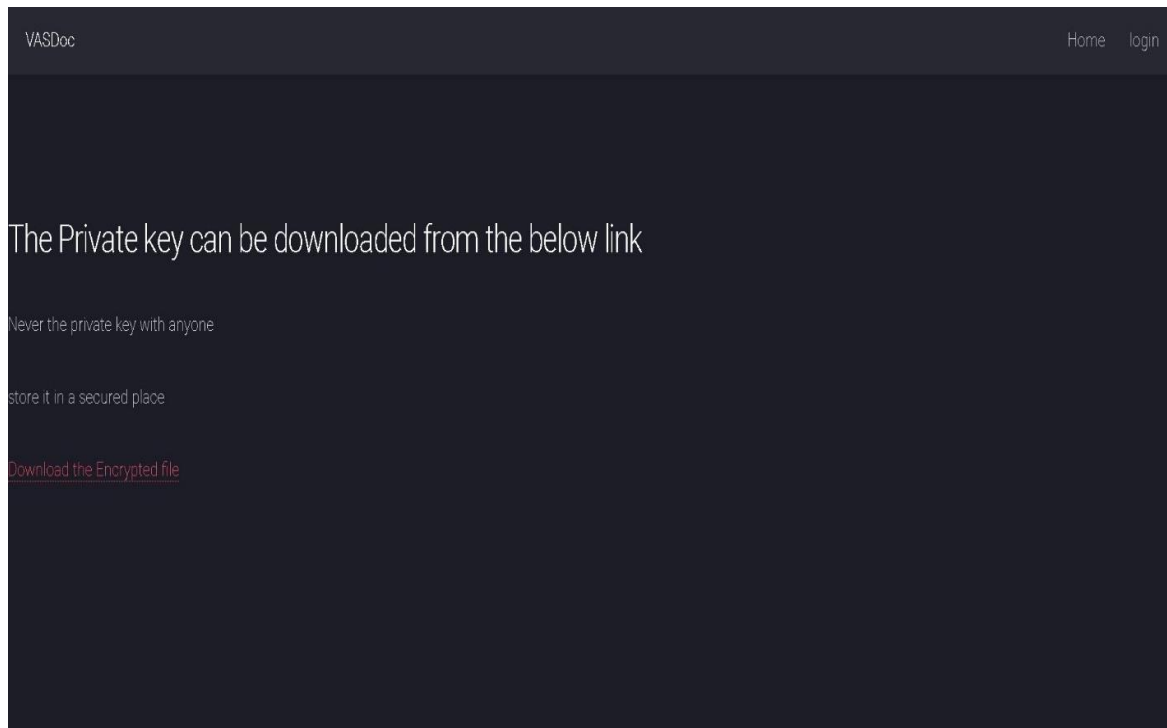 VASDoc
Home login
The Private key can be downloaded from the below link
Never the private key with anyone
store it in a secured place
Download the Encrypted file